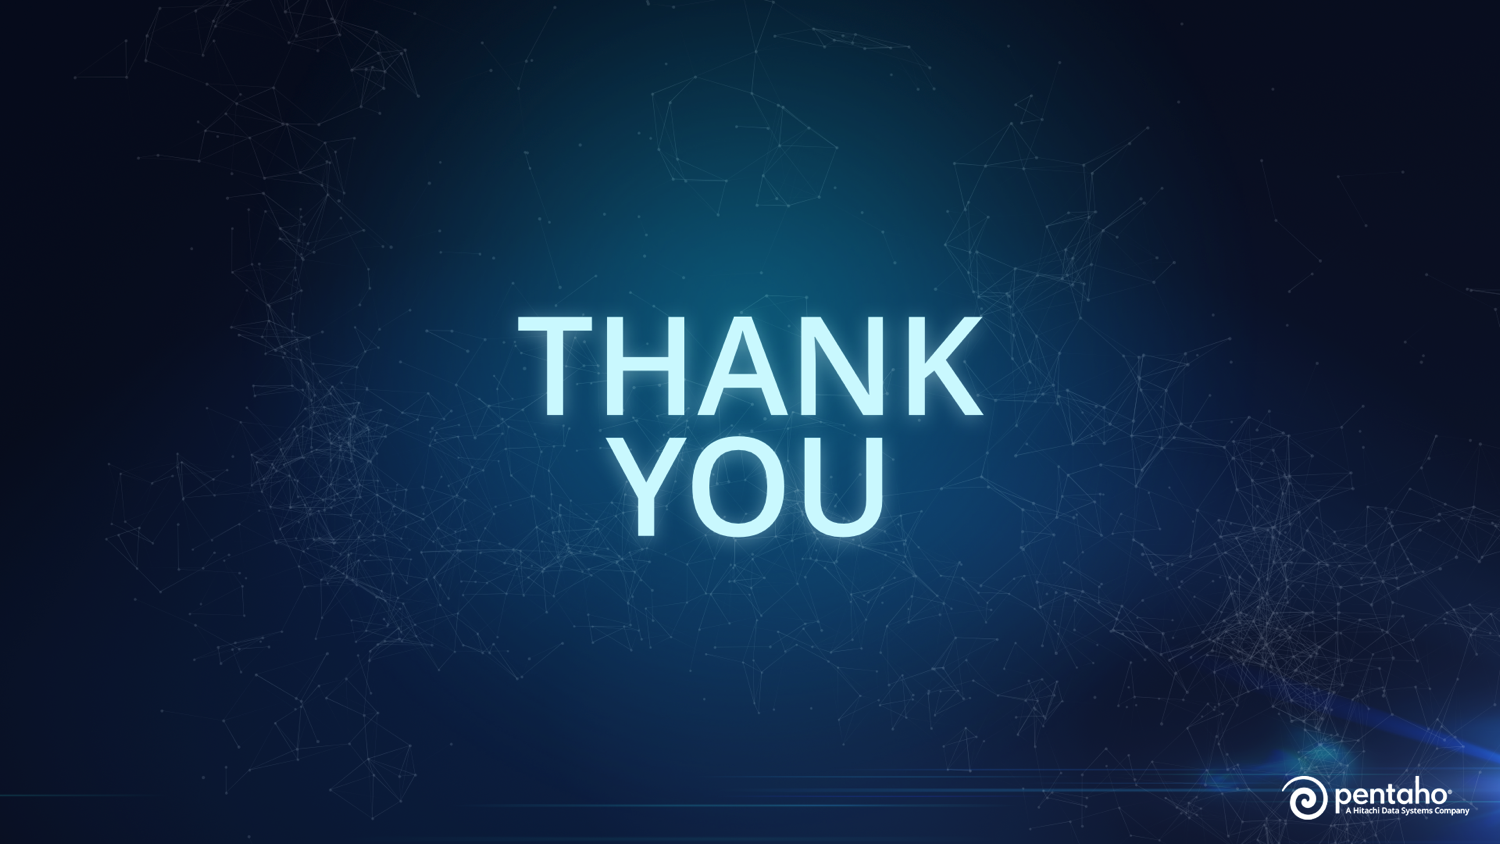 THANK
YOU
pentaho®
A Hitachi Data Systems Company